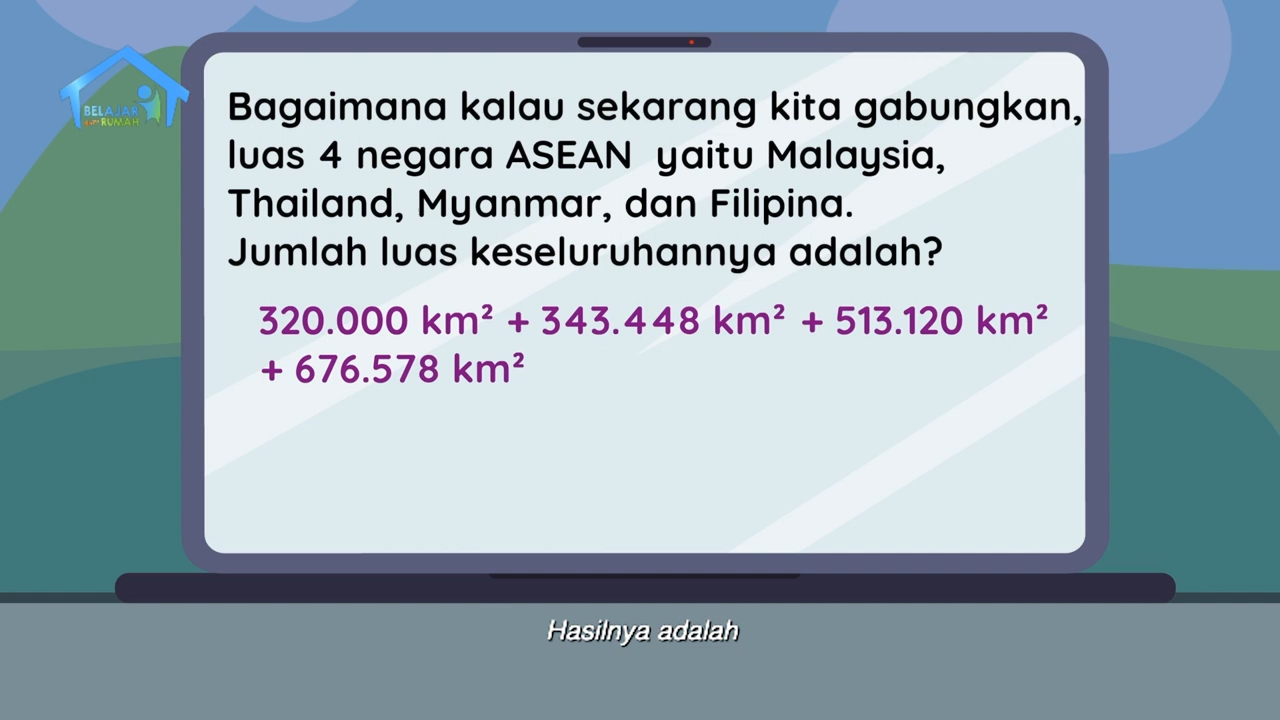 BELAJAR
RUMAH
Bagaimana kalau sekarang kita gabungkan,
luas 4 negara ASEAN yaitu Malaysia,
Thailand, Myanmar, dan Filipina.
Jumlah luas keseluruhannya adalah?
320.000 km² + 343.448 km² + 513.120 km²
+ 676.578 km²
Hasilnya adalah